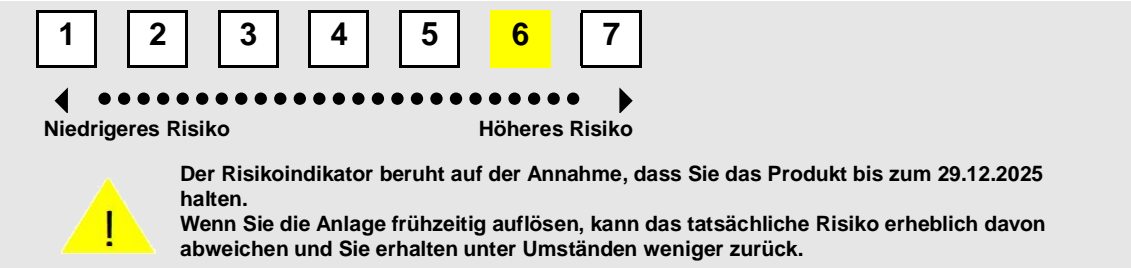 1 2 3 4 5 6 7
Niedrigeres Risiko Höheres Risiko
Der Risikoindikator beruht auf der Annahme, dass Sie das Produkt bis zum 29.12.2025
halten.
Wenn Sie die Anlage frühzeitig auflösen, kann das tatsächliche Risiko erheblich davon
abweichen und Sie erhalten unter Umständen weniger zurück.
!